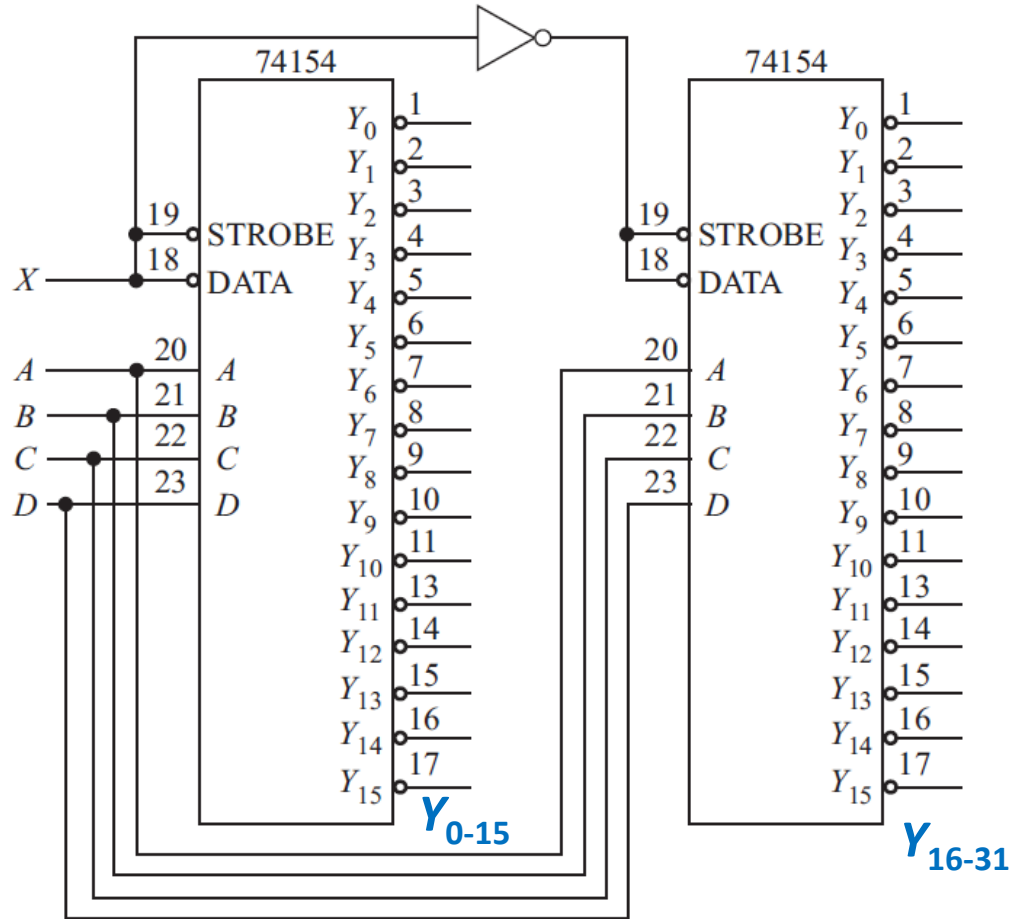 74154
19 STROBE
X 18 DATA
A 20 A
B 21 B
C 22 C
D 23 D
Y0 1
Y1 2
Y2 3
Y3 4
Y4 5
Y5 6
Y6 7
Y7 8
Y8 9
Y9 10
Y10 11
Y11 13
Y12 14
Y13 15
Y14 16
Y15 17
Y0-15
74154
19 STROBE
18 DATA
20 A
21 B
22 C
23 D
Y0 1
Y1 2
Y2 3
Y3 4
Y4 5
Y5 6
Y6 7
Y7 8
Y8 9
Y9 10
Y10 11
Y11 13
Y12 14
Y13 15
Y14 16
Y15 17
Y16-31